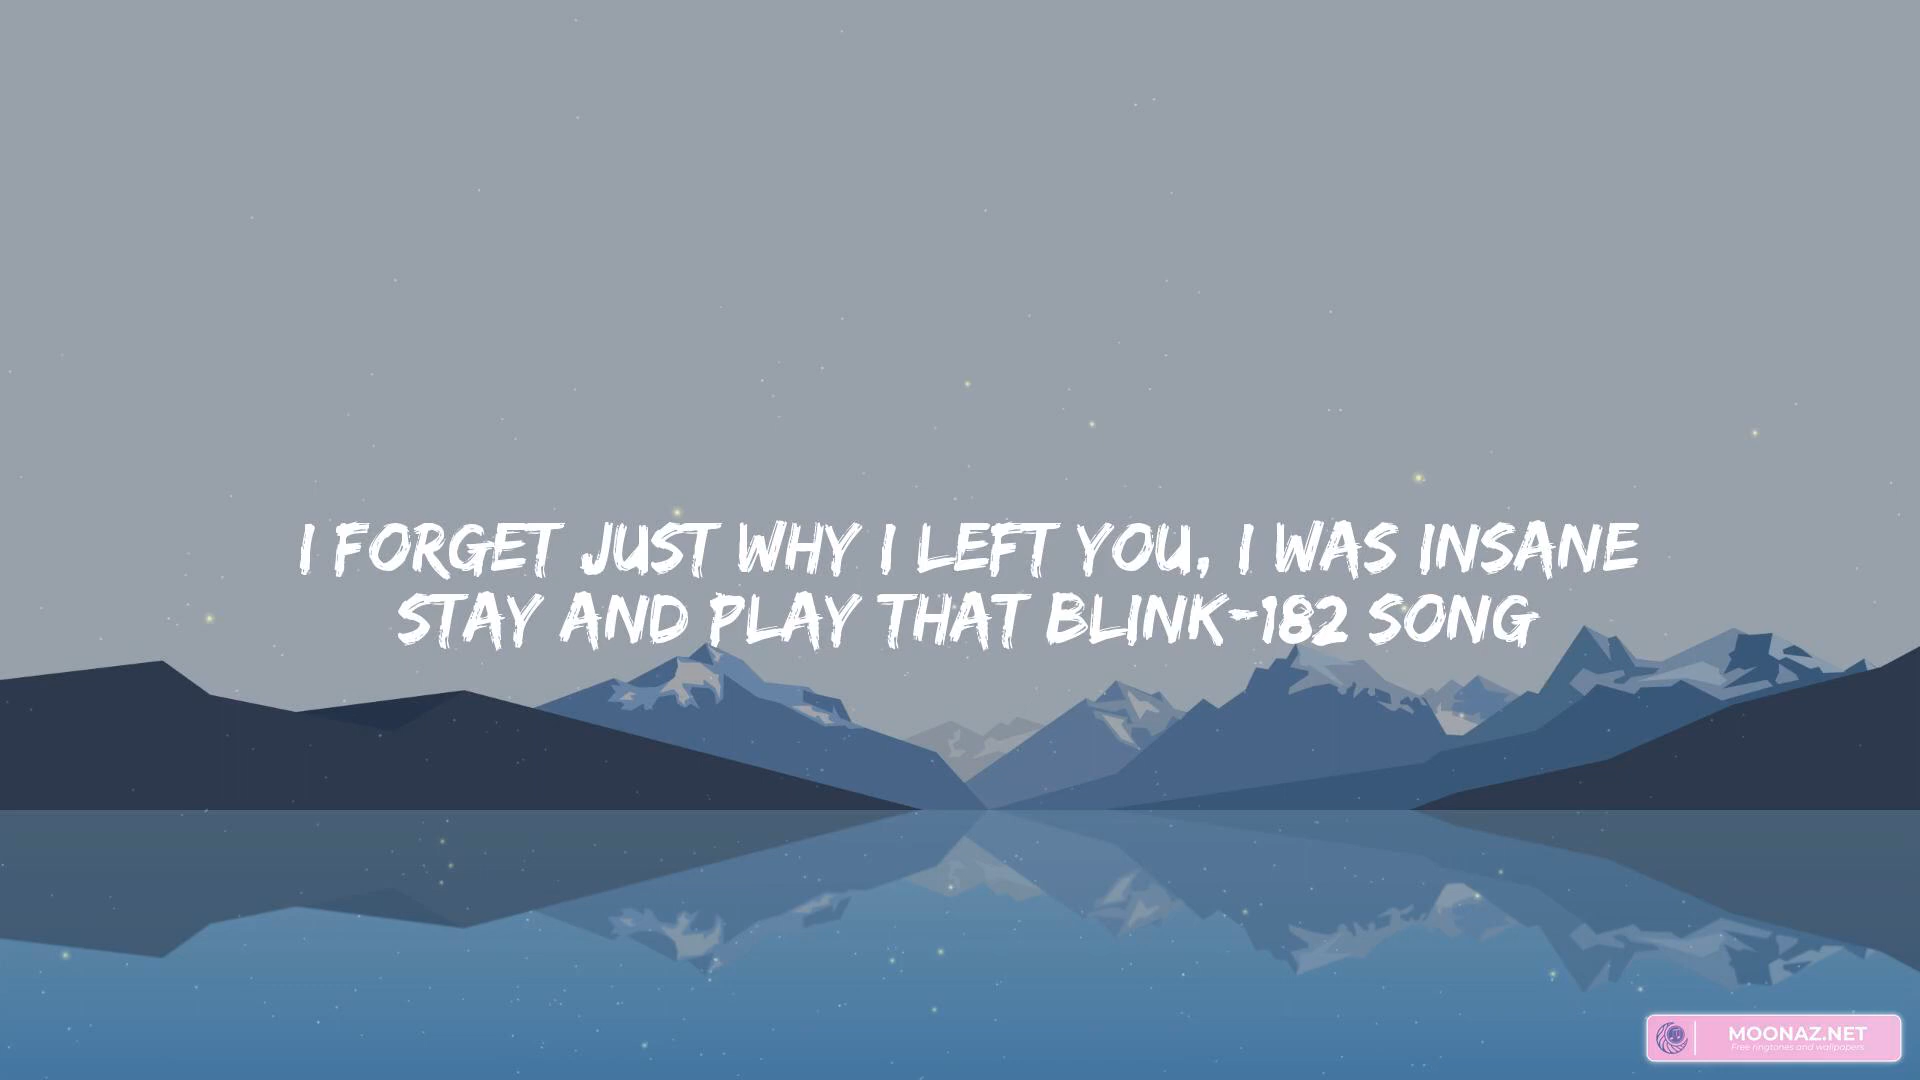 I FORGET JUST WHY I LEFT YOU, I WAS INSANE
STAY AND PLAY THAT BLINK-182 SONG
MOONAZ.NET
Free ringtones and wallpapers